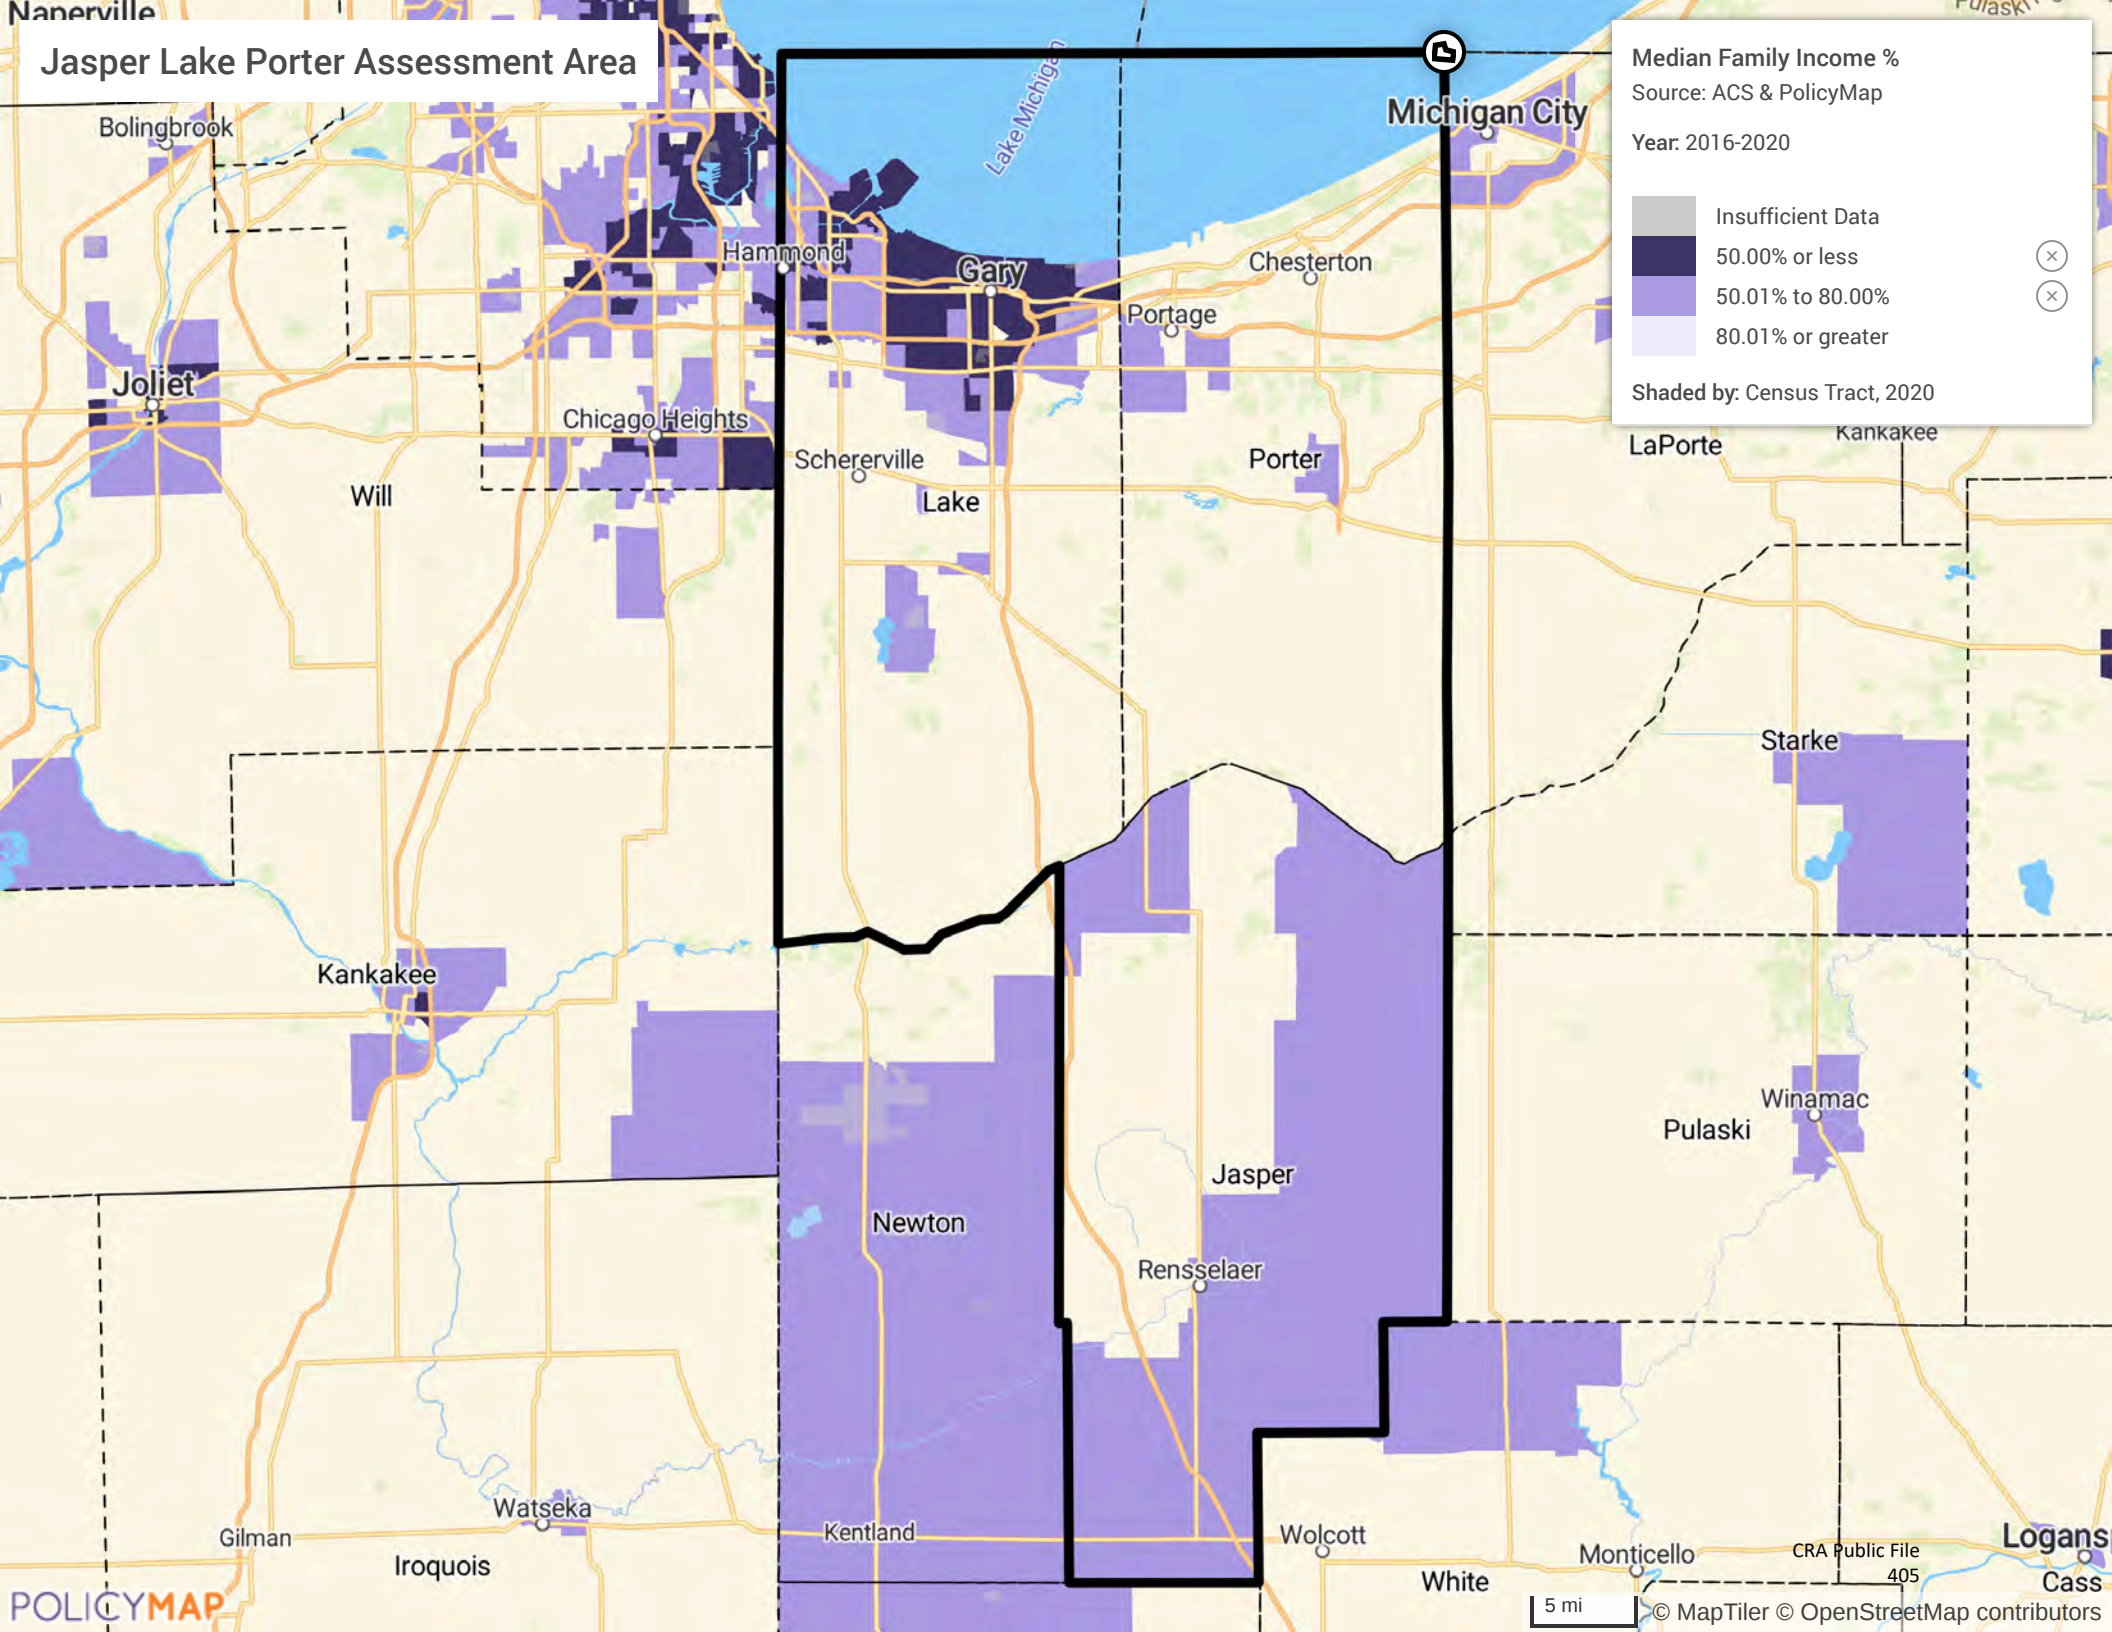 Naperville
Pulaski
Jasper Lake Porter Assessment Area
Median Family Income %
Source: ACS & PolicyMap
Year: 2016-2020
Insufficient Data
50.00% or less
50.01% to 80.00%
80.01% or greater
Shaded by: Census Tract, 2020
Lake Michigan
Michigan City
Bolingbrook
Hammond
Gary
Chesterton
Portage
Joliet
Chicago Heights
Schererville
Porter
LaPorte
Kankakee
Will
Lake
Starke
Kankakee
Winamac
Pulaski
Jasper
Newton
Rensselaer
Watseka
Gilman
Kentland
Wolcott
Iroquois
Monticello
White
Logans
Cass
CRA Public File
405
POLICYMAP
5 mi
© MapTiler © OpenStreetMap contributors